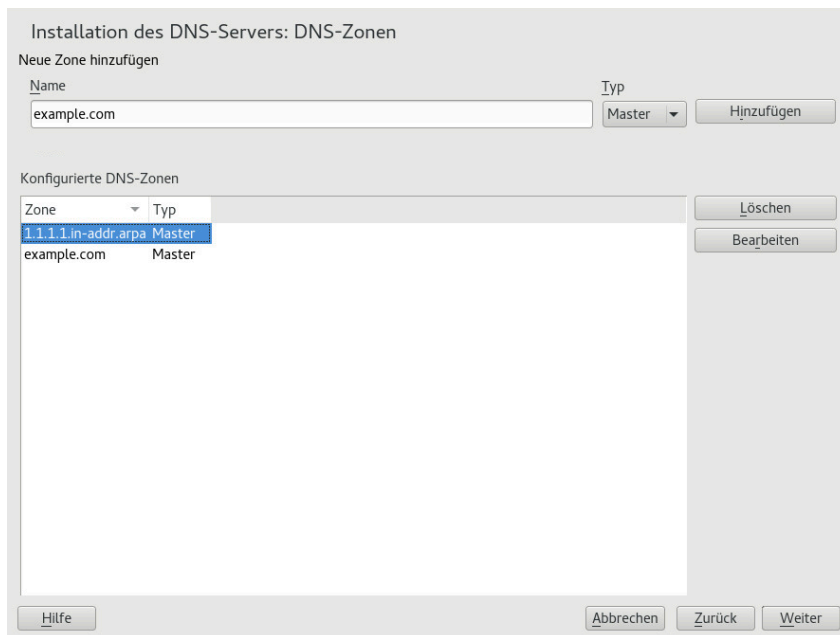 Installation des DNS-Servers: DNS-Zonen
Neue Zone hinzufügen
Name
Typ
example.com
Master
Hinzufügen
Konfigurierte DNS-Zonen
Zone Typ
Löschen
1.1.1.1.in-addr.arpa Master
Bearbeiten
example.com Master
Hilfe
Abbrechen
Zurück
Weiter